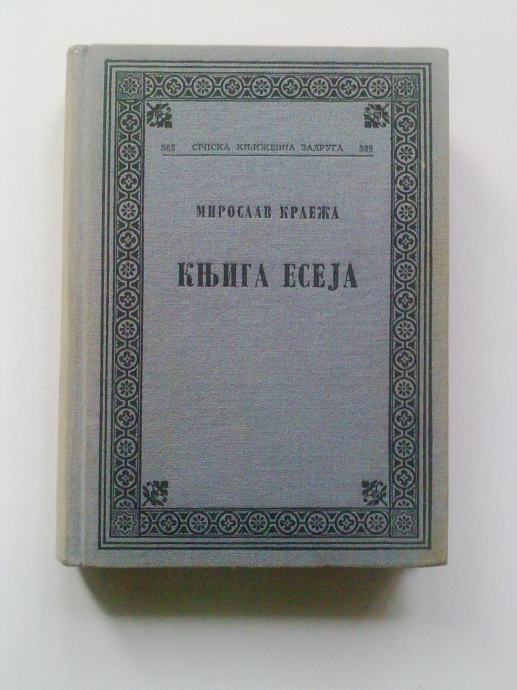 365 СРПСКА КЊИЖЕВНА ЗАДРУГА 365
МИРОСЛАВ КРЛЕЖА
КЊИГА ЕСЕЈА